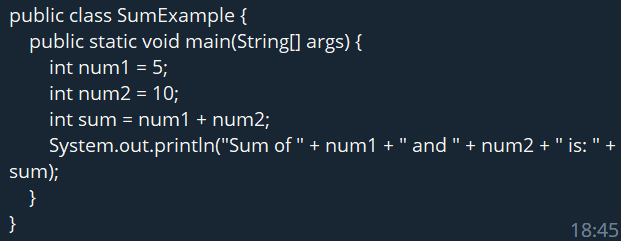 public class SumExample {
public static void main(String[] args) {
int num1 = 5;
int num2 = 10;
int sum = num1 + num2;
System.out.println("Sum of " + num1 + " and " + num2 + " is: " +
sum);
}
}
18:45